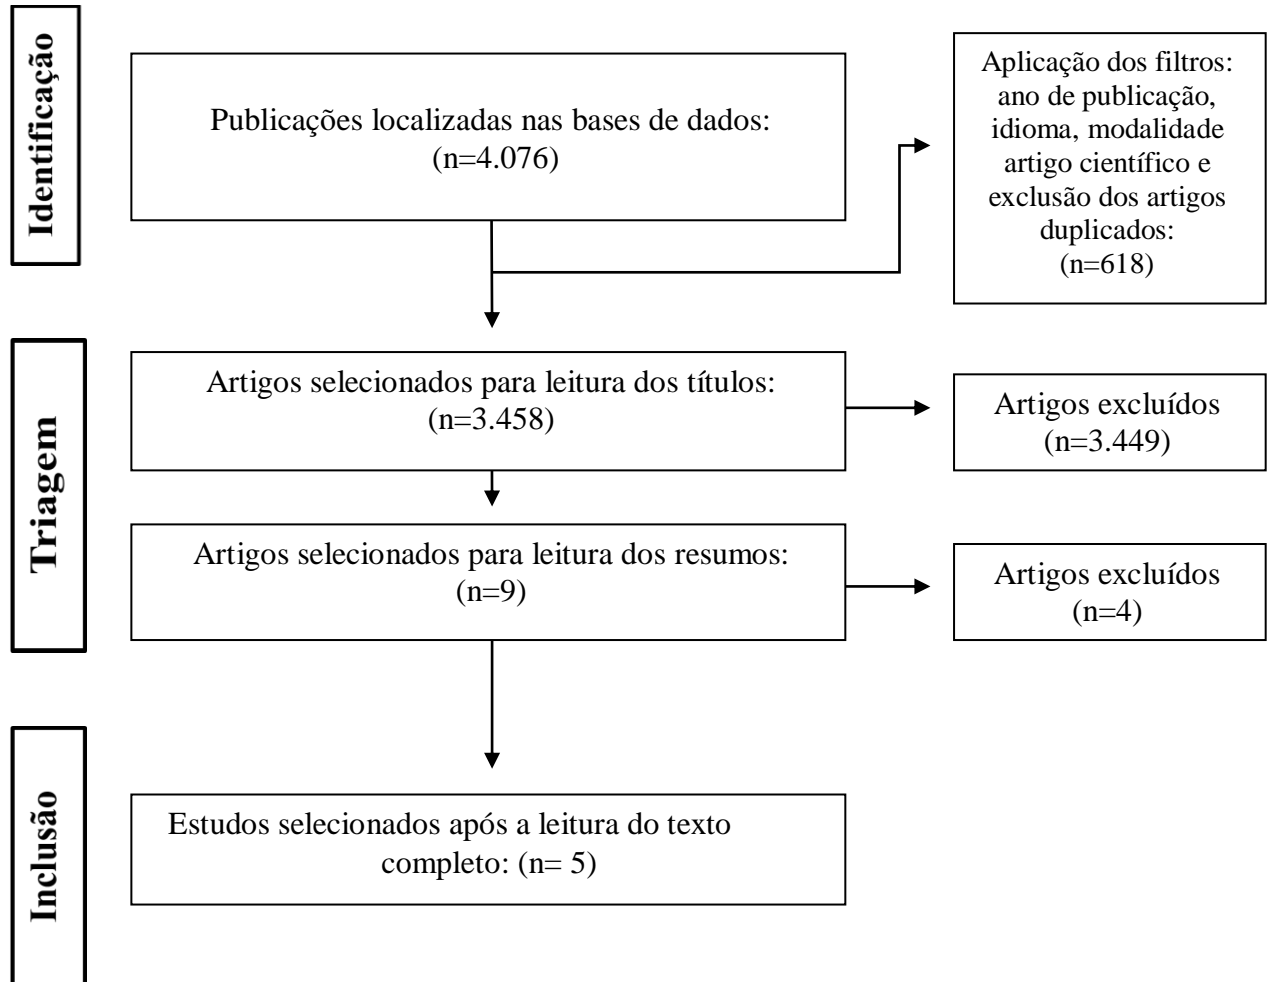 Identificação
Publicações localizadas nas bases de dados:
(n=4.076)
Aplicação dos filtros:
ano de publicação,
idioma, modalidade
artigo científico e
exclusão dos artigos
duplicados:
(n=618)
Triagem
Artigos selecionados para leitura dos títulos:
(n=3.458)
Artigos excluídos
(n=3.449)
Artigos selecionados para leitura dos resumos:
(n=9)
Artigos excluídos
(n=4)
Inclusão
Estudos selecionados após a leitura do texto
completo: (n= 5)